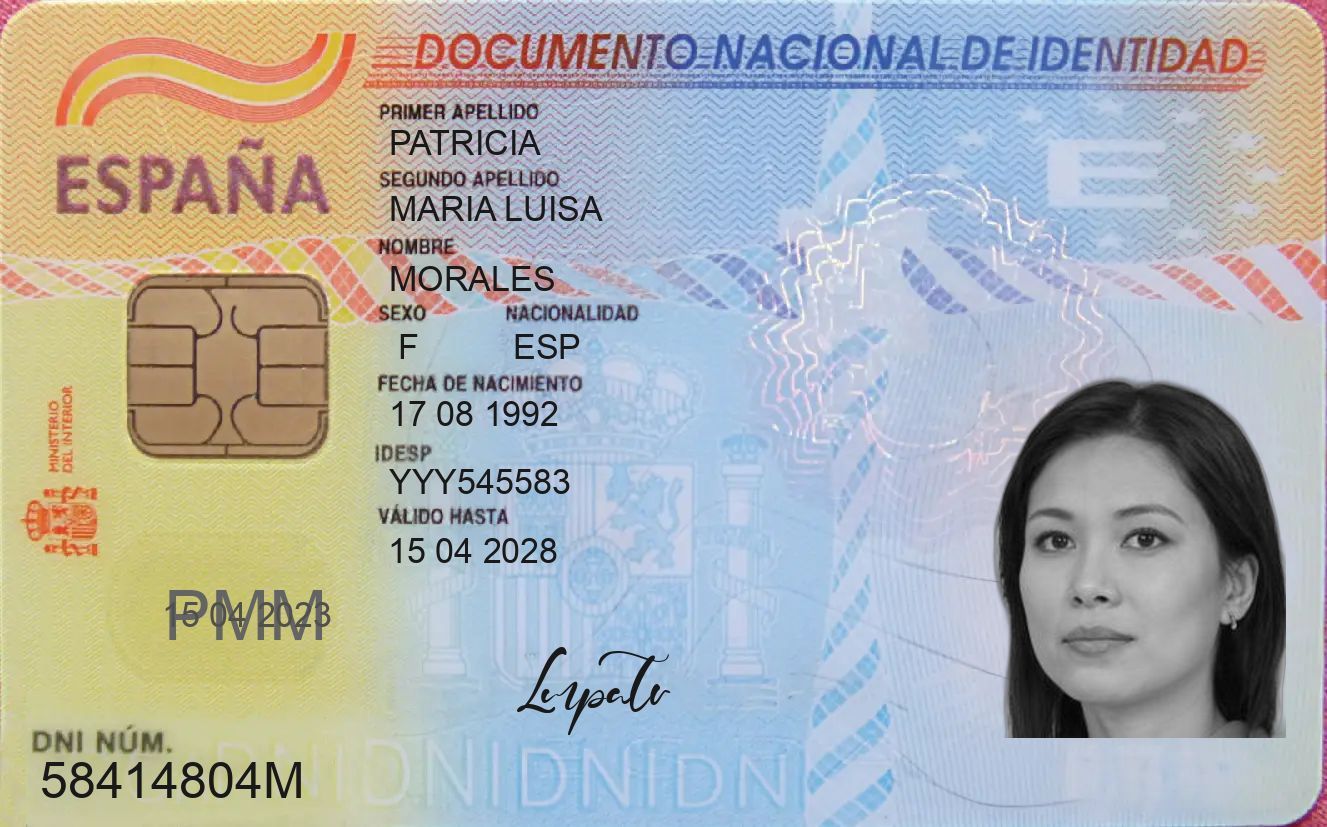 DOCUMENTO NACIONAL DE IDENTIDAD
ESPAÑA
PRIMER APELLIDO
PATRICIA
SEGUNDO APELLIDO
MARIA LUISA
NOMBRE
MORALES
SEXO NACIONALIDAD
F ESP
FECHA DE NACIMIENTO
17 08 1992
IDESP
YYY545583
VÁLIDO HASTA
15 04 2028
MINISTERIO
DEL INTERIOR
E
15 04 2023
PMM
DNI NÚM.
58414804M
DNIDNIDNIDNI